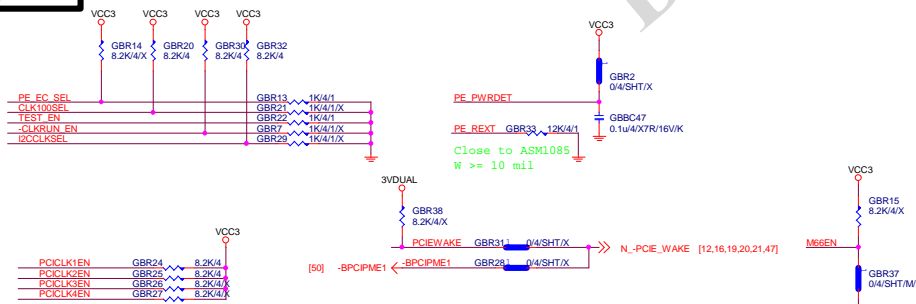 VCC3 VCC3 VCC3 VCC3
GBR14 GBR20 GBR30 GBR32
8.2K/4/X 8.2K/4 8.2K/4 8.2K/4
PE_EC_SEL GBR13 1K/4/1
CLK100SEL GBR21 1K/4/1/X
TEST_EN GBR22 1K/4/1
-CLKRUN_EN GBR7 1K/4/1/X
I2CCLKSEL GBR29 1K/4/1/X
VCC3
GBR2
0/4/SHT/X
PE_PWRDET
GBBC47
0.1u/4/X7R/16V/K
PE_REXT GBR33 12K/4/1
Close to ASM1085
W >= 10 mil
3VDUAL
GBR38
8.2K/4/X
PCIEWAKE GBR31 0/4/SHT/X
N_-PCIE_WAKE [12,16,19,20,21,47]
[50] -BPCIPME1 -BPCIPME1 GBR28 0/4/SHT/X
VCC3
GBR15
8.2K/4/X
M66EN
GBR37
0/4/SHT/M/
VCC3
PCICLK1EN GBR24 8.2K/4
PCICLK2EN GBR25 8.2K/4
PCICLK3EN GBR26 8.2K/4/X
PCICLK4EN GBR27 8.2K/4/X